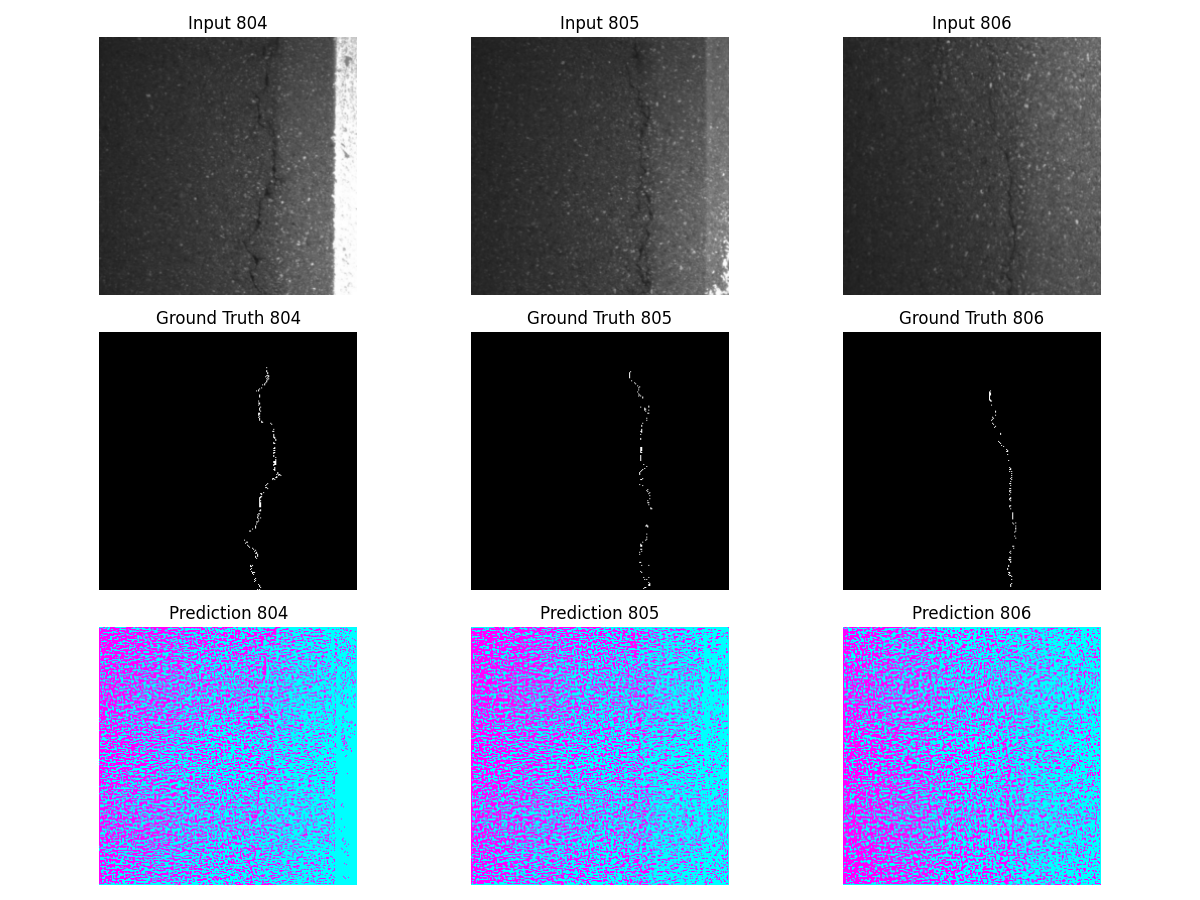 Input 804
Input 805
Input 806
Ground Truth 804
Ground Truth 805
Ground Truth 806
Prediction 804
Prediction 805
Prediction 806